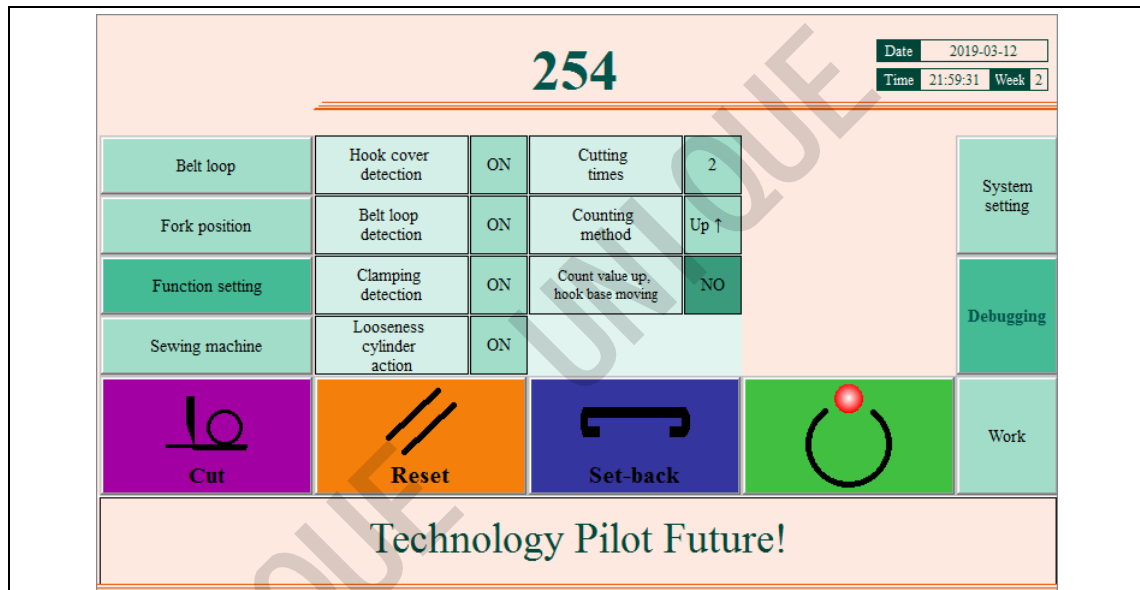 254
Date 2019-03-12
Time 21:59:31 Week 2
Belt loop
Hook cover
detection
ON
Cutting
times
2
System
setting
Fork position
Belt loop
detection
ON
Counting
method
Up ↑
Function setting
Clamping
detection
ON
Count value up,
hook base moving
NO
Debugging
Sewing machine
Looseness
cylinder
action
ON
Cut
Reset
Set-back
Work
Technology Pilot Future!
UNIQUE
QUE